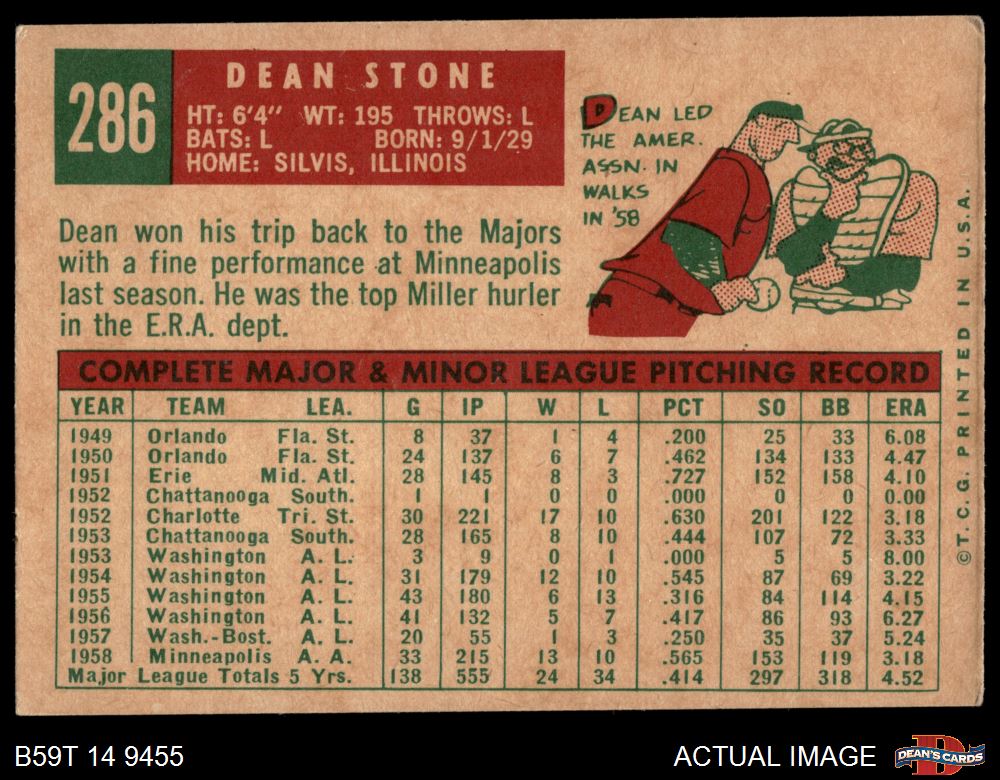 286
DEAN STONE
HT: 6'4" WT: 195 THROWS: L
BATS: L BORN: 9/1/29
HOME: SILVIS, ILLINOIS
DEAN LED
THE AMER.
ASSN. IN
WALKS
IN '58
Dean won his trip back to the Majors
with a fine performance at Minneapolis
last season. He was the top Miller hurler
in the E.R.A. dept.
COMPLETE MAJOR & MINOR LEAGUE PITCHING RECORD
YEAR TEAM LEA. G IP W L PCT SO BB ERA
1949 Orlando Fla. St. 8 37 1 4 .200 25 33 6.08
1950 Orlando Fla. St. 24 137 6 7 .462 134 133 4.47
1951 Erie Mid. Atl. 28 145 8 3 .727 152 158 4.10
1952 Chattanooga South. 1 1 0 0 .000 0 0 0.00
1952 Charlotte Tri. St. 30 221 17 10 .630 201 122 3.18
1953 Chattanooga South. 28 165 8 10 .444 107 72 3.33
1953 Washington A. L. 3 9 0 1 .000 5 5 8.00
1954 Washington A. L. 31 179 12 10 .545 87 69 3.22
1955 Washington A. L. 43 180 6 13 .316 84 114 4.15
1956 Washington A. L. 41 132 5 7 .417 86 93 6.27
1957 Wash.-Bost. A. L. 20 55 1 3 .250 35 37 5.24
1958 Minneapolis A. A. 33 215 13 10 .565 153 119 3.18
Major League Totals 5 Yrs. 138 555 24 34 .414 297 318 4.52
©T.C.G. PRINTED IN U.S.A.
B59T 14 9455
ACTUAL IMAGE
D
DEAN'S CARDS